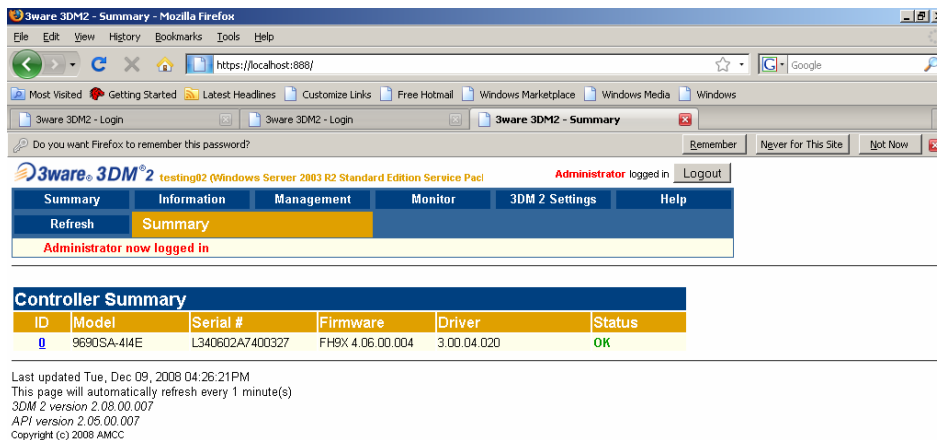 3ware 3DM2 - Summary - Mozilla Firefox
File Edit View History Bookmarks Tools Help
https://localhost:888/ G Google
Most Visited Getting Started Latest Headlines Customize Links Free Hotmail Windows Marketplace Windows Media Windows
3ware 3DM2 - Login 3ware 3DM2 - Login 3ware 3DM2 - Summary
Do you want Firefox to remember this password? Remember Never for This Site Not Now
3ware® 3DM®2 testing02 (Windows Server 2003 R2 Standard Edition Service Pac Administrator logged in Logout
Summary Information Management Monitor 3DM 2 Settings Help
Refresh Summary
Administrator now logged in
Controller Summary
ID Model Serial # Firmware Driver Status
0 9690SA-4I4E L340602A7400327 FH9X 4.06.00.004 3.00.04.020 OK
Last updated Tue, Dec 09, 2008 04:26:21PM
This page will automatically refresh every 1 minute(s)
3DM 2 version 2.08.00.007
API version 2.05.00.007
Copyright (c) 2008 AMCC